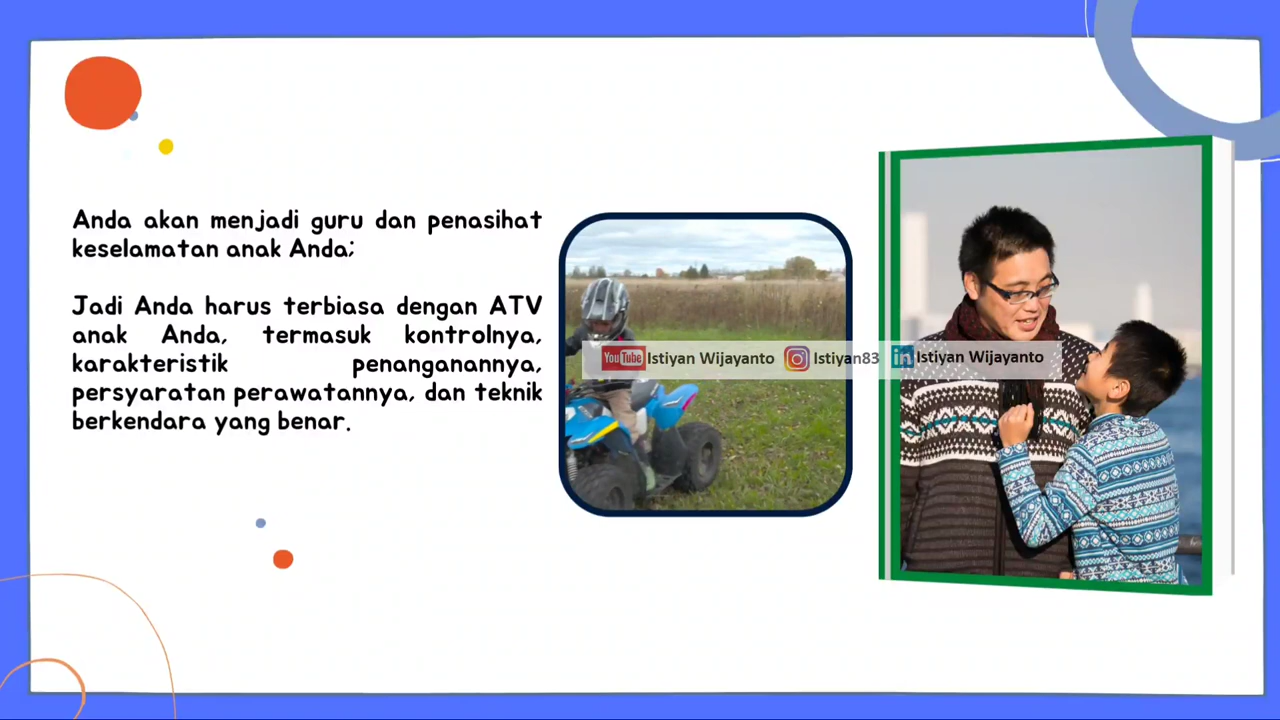 Anda akan menjadi guru dan penasihat
keselamatan anak Anda;
Jadi Anda harus terbiasa dengan ATV
anak Anda, termasuk kontrolnya,
karakteristik penanganannya,
persyaratan perawatannya, dan teknik
berkendara yang benar.
YouTube Istiyan Wijayanto Istiyan83 in Istiyan Wijayanto